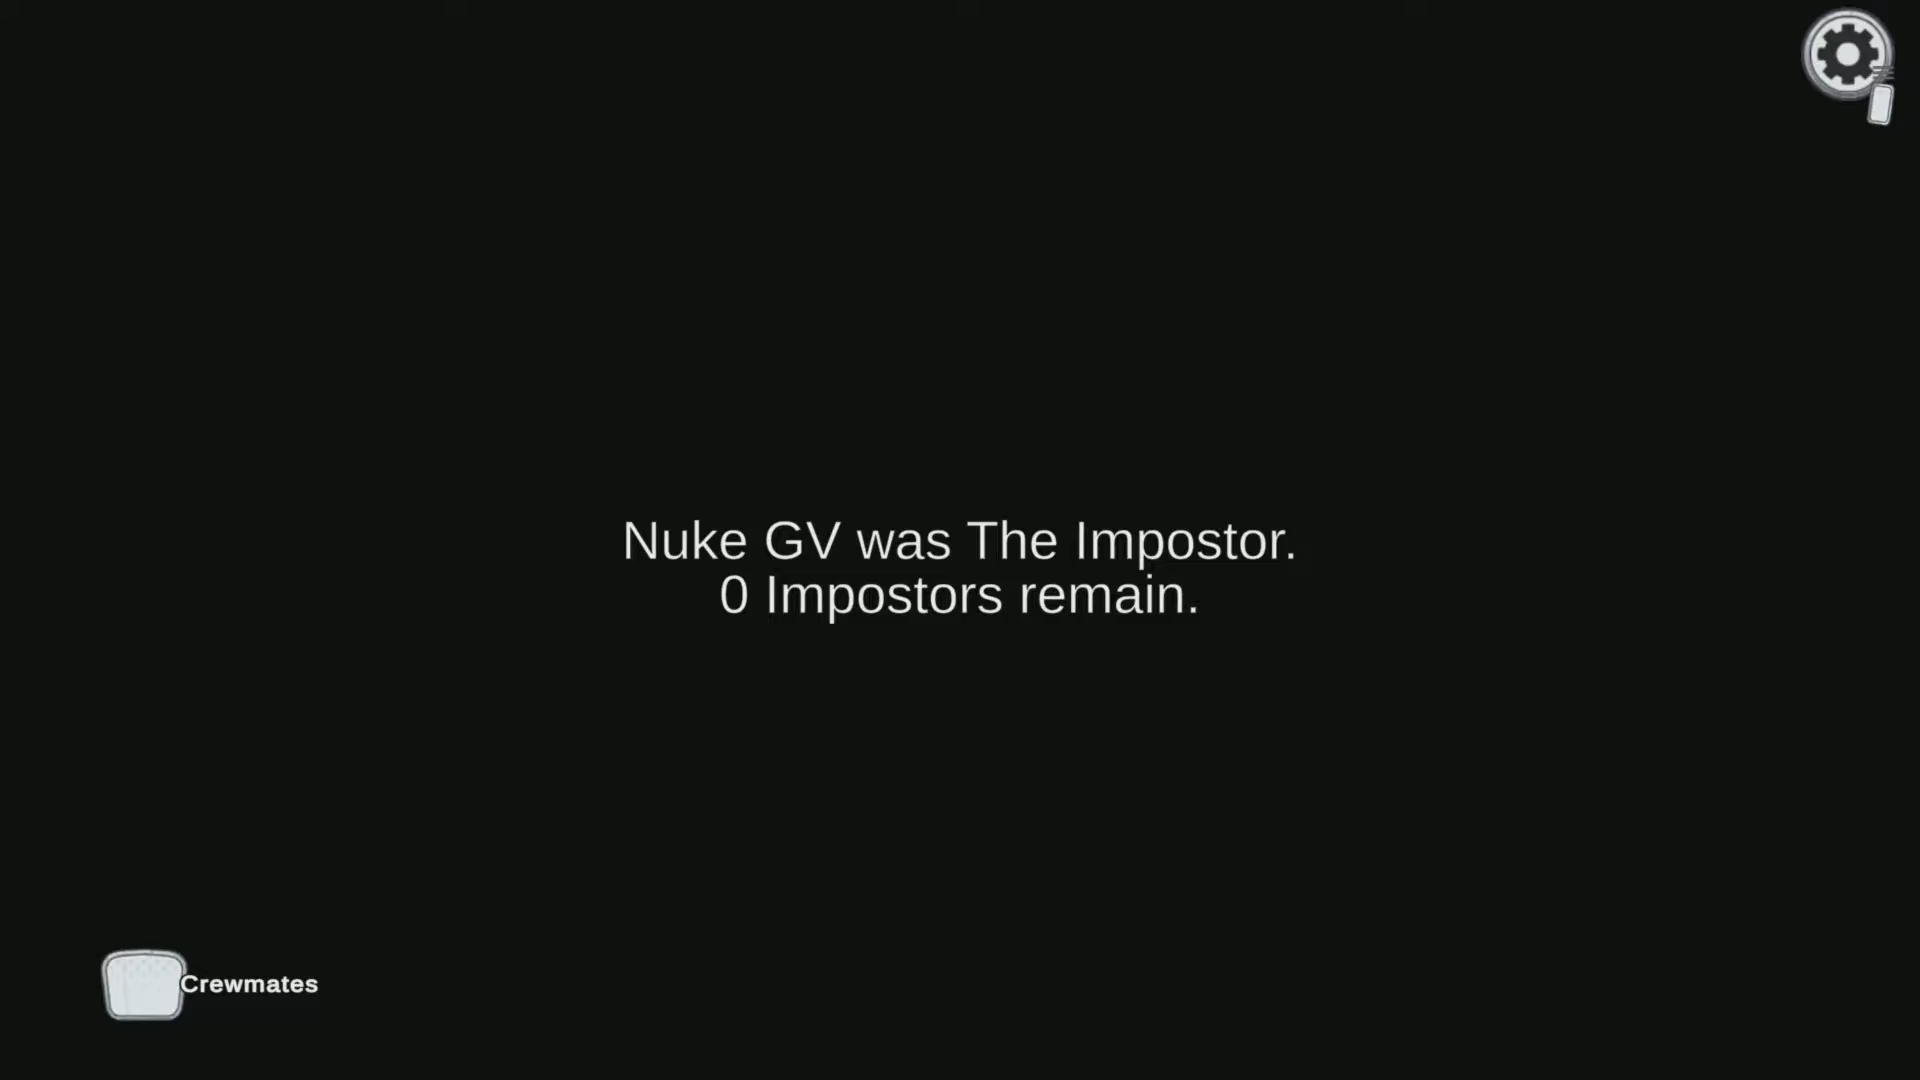 Nuke GV was The Impostor.
0 Impostors remain.
Crewmates